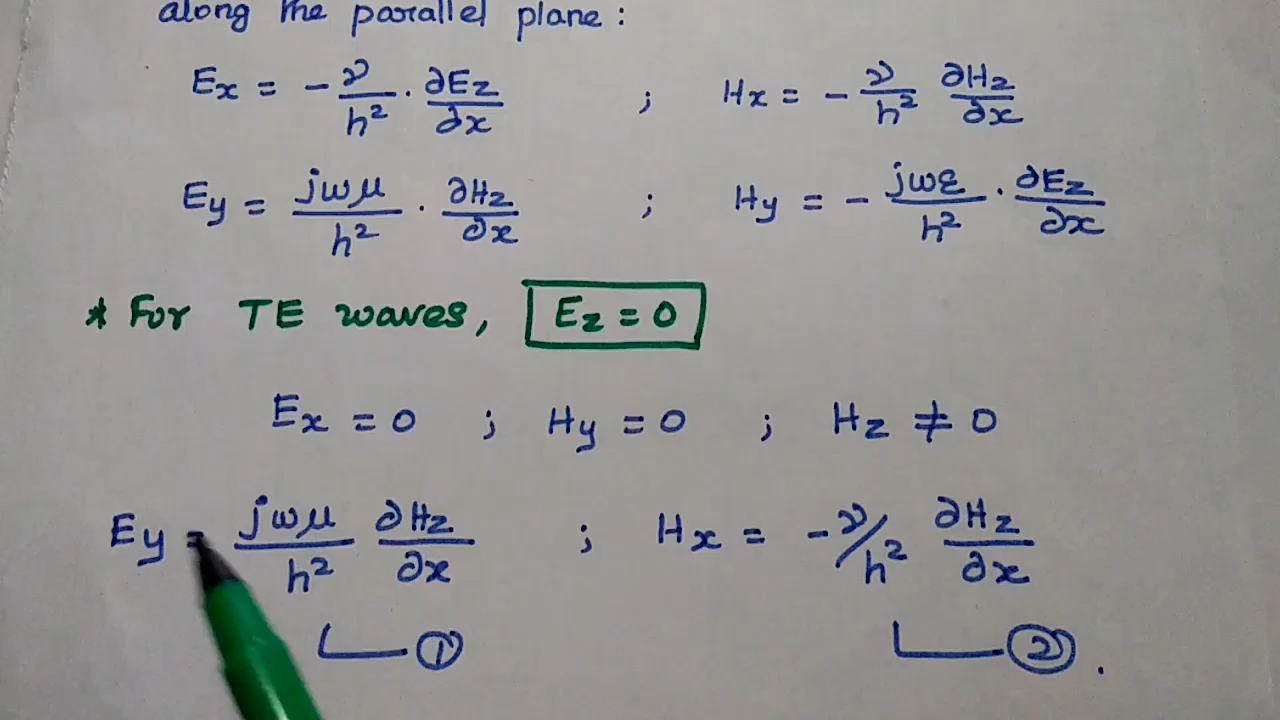 along the parallel plane :
Ex = - ν/h² . ∂Ez/∂x ; Hx = - ν/h² ∂Hz/∂x
Ey = jωμ/h² . ∂Hz/∂x ; Hy = - jωε/h² . ∂Ez/∂x
* For TE waves, Ez = 0
Ex = 0 ; Hy = 0 ; Hz ≠ 0
Ey = jωμ/h² ∂Hz/∂x ; Hx = -ν/h² ∂Hz/∂x
① ② .